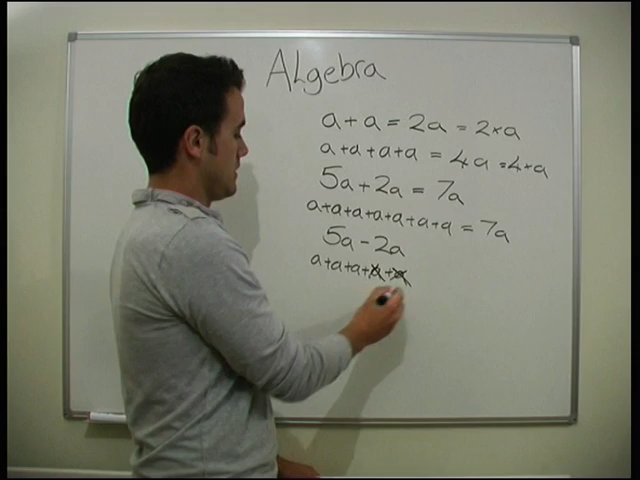 Algebra
a + a = 2a = 2×a
a+a+a+a = 4a =4×a
5a+2a = 7a
a+a+a+a+a+a+a = 7a
5a-2a
a+a+a+a+a